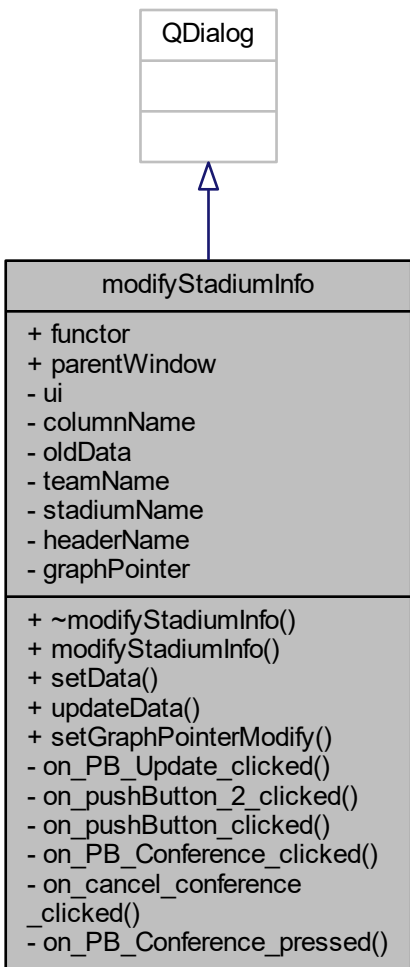 QDialog
modifyStadiumInfo
+ functor
+ parentWindow
- ui
- columnName
- oldData
- teamName
- stadiumName
- headerName
- graphPointer
+ ~modifyStadiumInfo()
+ modifyStadiumInfo()
+ setData()
+ updateData()
+ setGraphPointerModify()
- on_PB_Update_clicked()
- on_pushButton_2_clicked()
- on_pushButton_clicked()
- on_PB_Conference_clicked()
- on_cancel_conference
_clicked()
- on_PB_Conference_pressed()